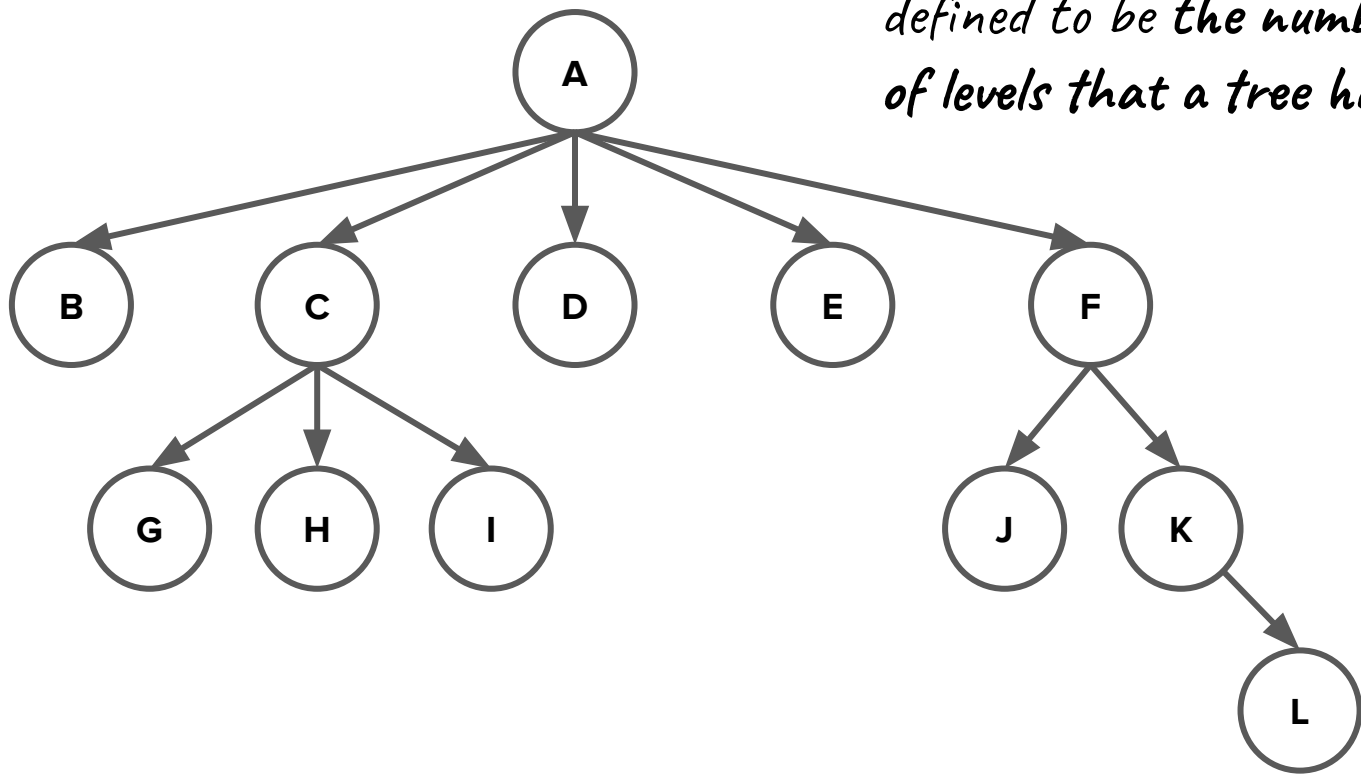 defined to be the
of levels that a tree
A
B C D E F
G H I J K
L